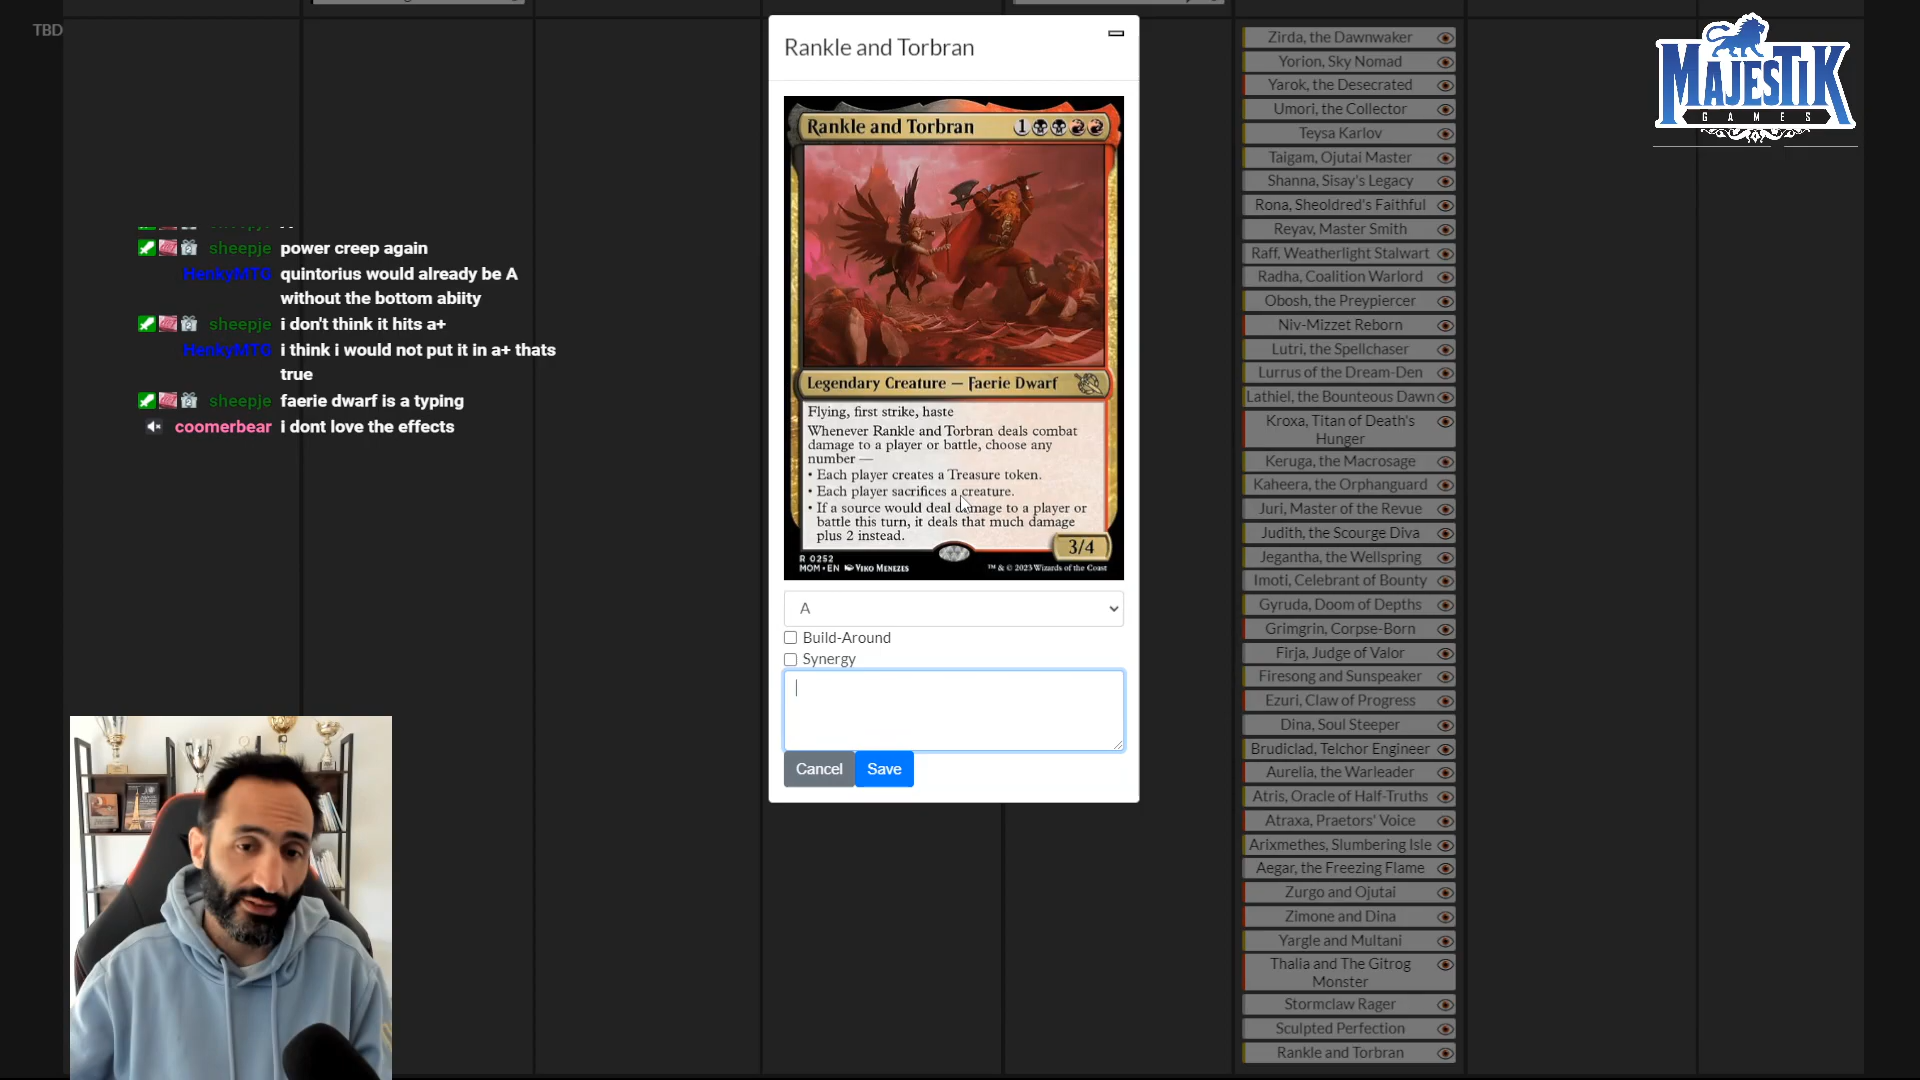 TBD
Rankle and Torbran
Rankle and Torbran
1
Legendary Creature — Faerie Dwarf
Flying, first strike, haste
Whenever Rankle and Torbran deals combat
damage to a player or battle, choose any
number —
• Each player creates a Treasure token.
• Each player sacrifices a creature.
• If a source would deal damage to a player or
battle this turn, it deals that much damage
plus 2 instead.
3/4
R 0252
MOM • EN VIKO MENEZES
™ & © 2023 Wizards of the Coast
A
Build-Around
Synergy
Cancel
Save
sheepje power creep again
HenkyMTG quintorius would already be A
without the bottom abiity
sheepje i don't think it hits a+
HenkyMTG i think i would not put it in a+ thats
true
sheepje faerie dwarf is a typing
coomerbear i dont love the effects
Zirda, the Dawnwaker
Yorion, Sky Nomad
Yarok, the Desecrated
Umori, the Collector
Teysa Karlov
Taigam, Ojutai Master
Shanna, Sisay's Legacy
Rona, Sheoldred's Faithful
Reyav, Master Smith
Raff, Weatherlight Stalwart
Radha, Coalition Warlord
Obosh, the Preypiercer
Niv-Mizzet Reborn
Lutri, the Spellchaser
Lurrus of the Dream-Den
Lathiel, the Bounteous Dawn
Kroxa, Titan of Death's
Hunger
Keruga, the Macrosage
Kaheera, the Orphanguard
Juri, Master of the Revue
Judith, the Scourge Diva
Jegantha, the Wellspring
Imoti, Celebrant of Bounty
Gyruda, Doom of Depths
Grimgrin, Corpse-Born
Firja, Judge of Valor
Firesong and Sunspeaker
Ezuri, Claw of Progress
Dina, Soul Steeper
Brudiclad, Telchor Engineer
Aurelia, the Warleader
Atris, Oracle of Half-Truths
Atraxa, Praetors' Voice
Arixmethes, Slumbering Isle
Aegar, the Freezing Flame
Zurgo and Ojutai
Zimone and Dina
Yargle and Multani
Thalia and The Gitrog
Monster
Stormclaw Rager
Sculpted Perfection
Rankle and Torbran
MAJESTIK
GAMES